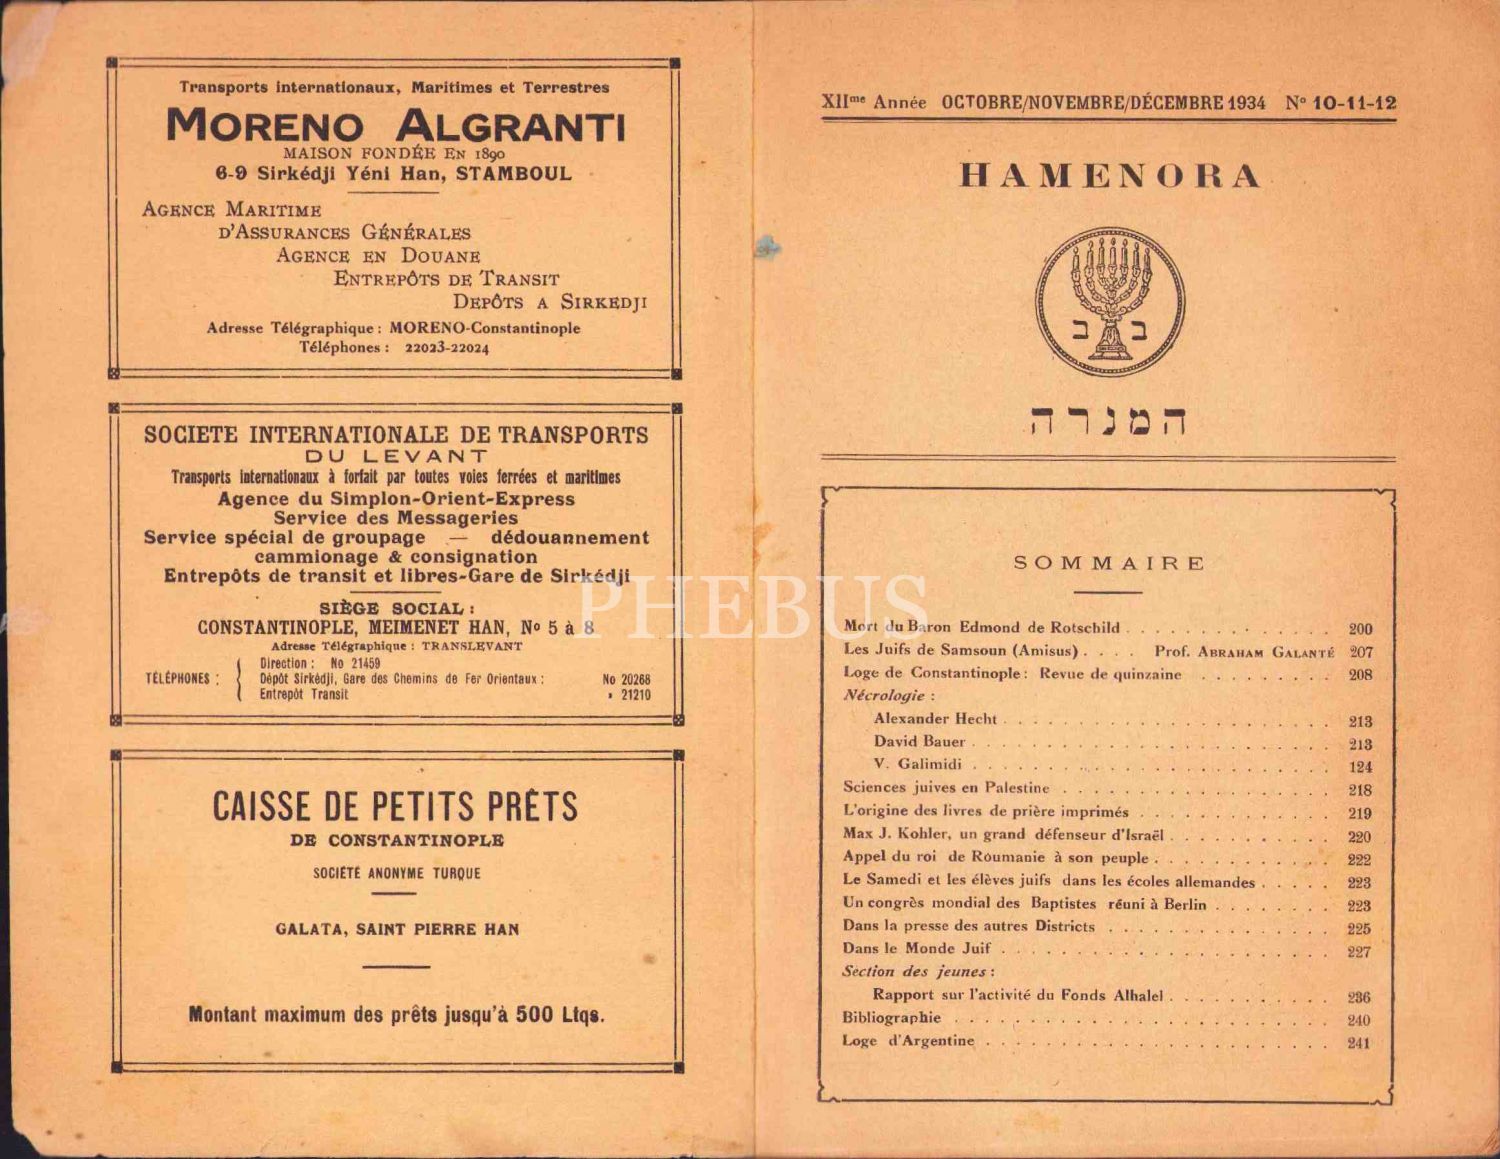 Transports internationaux, Maritimes et Terrestres
MORENO ALGRANTI
MAISON FONDÉE EN 1890
6-9 Sirkédji Yéni Han, STAMBOUL
AGENCE MARITIME
D'ASSURANCES GÉNÉRALES
AGENCE EN DOUANE
ENTREPÔTS DE TRANSIT
DEPÔTS A SIRKEDJI
Adresse Télégraphique : MORENO-Constantinople
Téléphones : 22023-22024
SOCIETE INTERNATIONALE DE TRANSPORTS
DU LEVANT
Transports internationaux à forfait par toutes voies ferrées et maritimes
Agence du Simplon-Orient-Express
Service des Messageries
Service spécial de groupage — dédouannement
cammionage & consignation
Entrepôts de transit et libres-Gare de Sirkédji
SIÈGE SOCIAL :
CONSTANTINOPLE, MEIMENET HAN, No 5 à 8
Adresse Télégraphique : TRANSLEVANT
TÉLÉPHONES :
Direction : No 21459
Dépôt Sirkédji, Gare des Chemins de Fer Orientaux : No 20268
Entrepôt Transit » 21210
CAISSE DE PETITS PRÊTS
DE CONSTANTINOPLE
SOCIÉTÉ ANONYME TURQUE
GALATA, SAINT PIERRE HAN
Montant maximum des prêts jusqu'à 500 Ltqs.
PHEBUS
XIIme Année OCTOBRE/NOVEMBRE/DÉCEMBRE 1934 No 10-11-12
HAMENORA
ב ב
המנרה
SOMMAIRE
Mort du Baron Edmond de Rotschild . . . . . . . . . . . . . 200
Les Juifs de Samsoun (Amisus) . . . . Prof. ABRAHAM GALANTÉ 207
Loge de Constantinople : Revue de quinzaine . . . . . . . . . 208
Nécrologie :
Alexander Hecht . . . . . . . . . . . . . . . . . . 213
David Bauer . . . . . . . . . . . . . . . . . . . . 213
V. Galimidi . . . . . . . . . . . . . . . . . . . . 124
Sciences juives en Palestine . . . . . . . . . . . . . . . 218
L'origine des livres de prière imprimés . . . . . . . . . . . 219
Max J. Kohler, un grand défenseur d'Israël . . . . . . . . . 220
Appel du roi de Roumanie à son peuple . . . . . . . . . . 222
Le Samedi et les élèves juifs dans les écoles allemandes . . . . . 223
Un congrès mondial des Baptistes réuni à Berlin . . . . . . . . 223
Dans la presse des autres Districts . . . . . . . . . . . . 225
Dans le Monde Juif . . . . . . . . . . . . . . . . . . 227
Section des jeunes :
Rapport sur l'activité du Fonds Alhalel . . . . . . . . . 236
Bibliographie . . . . . . . . . . . . . . . . . . . . . 240
Loge d'Argentine . . . . . . . . . . . . . . . . . . . 241